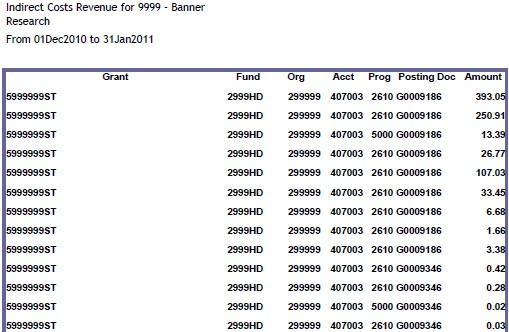 Indirect Costs Revenue for 9999 - Banner
Research
From 01Dec2010 to 31Jan2011
Grant Fund Org Acct Prog Posting Doc Amount
5999999ST 2999HD 299999 407003 2610 G0009186 393.05
5999999ST 2999HD 299999 407003 2610 G0009186 250.91
5999999ST 2999HD 299999 407003 5000 G0009186 13.39
5999999ST 2999HD 299999 407003 2610 G0009186 26.77
5999999ST 2999HD 299999 407003 2610 G0009186 107.03
5999999ST 2999HD 299999 407003 2610 G0009186 33.45
5999999ST 2999HD 299999 407003 2610 G0009186 6.68
5999999ST 2999HD 299999 407003 2610 G0009186 1.66
5999999ST 2999HD 299999 407003 2610 G0009186 3.38
5999999ST 2999HD 299999 407003 2610 G0009346 0.42
5999999ST 2999HD 299999 407003 2610 G0009346 0.28
5999999ST 2999HD 299999 407003 5000 G0009346 0.02
5999999ST 2999HD 299999 407003 2610 G0009346 0.03